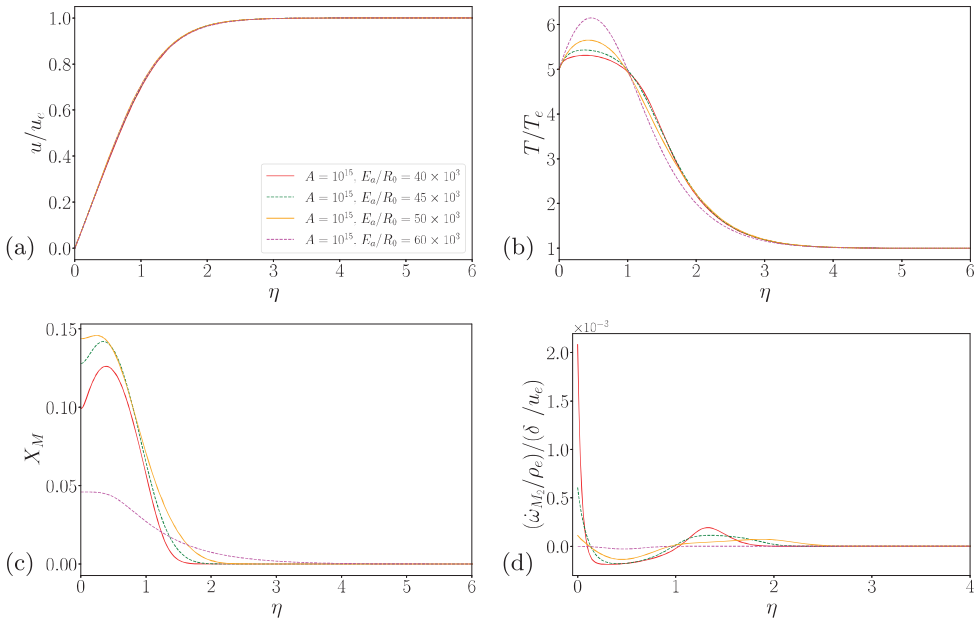 1.0
0.8
0.6
0.4
0.2
0.0
u/u_e
A = 10^15. E_a/R_0 = 40 × 10^3
A = 10^15. E_a/R_0 = 45 × 10^3
A = 10^15. E_a/R_0 = 50 × 10^3
A = 10^15. E_a/R_0 = 60 × 10^3
(a)
0 1 2 3 4 5 6
η
6
5
4
3
2
1
T/T_e
(b)
0 1 2 3 4 5 6
η
0.15
0.10
0.05
0.00
X_M
(c)
0 1 2 3 4 5 6
η
×10^−3
2.0
1.5
1.0
0.5
0.0
(ω̇_M₂/ρ_e)/(δ /u_e)
(d)
0 1 2 3 4
η